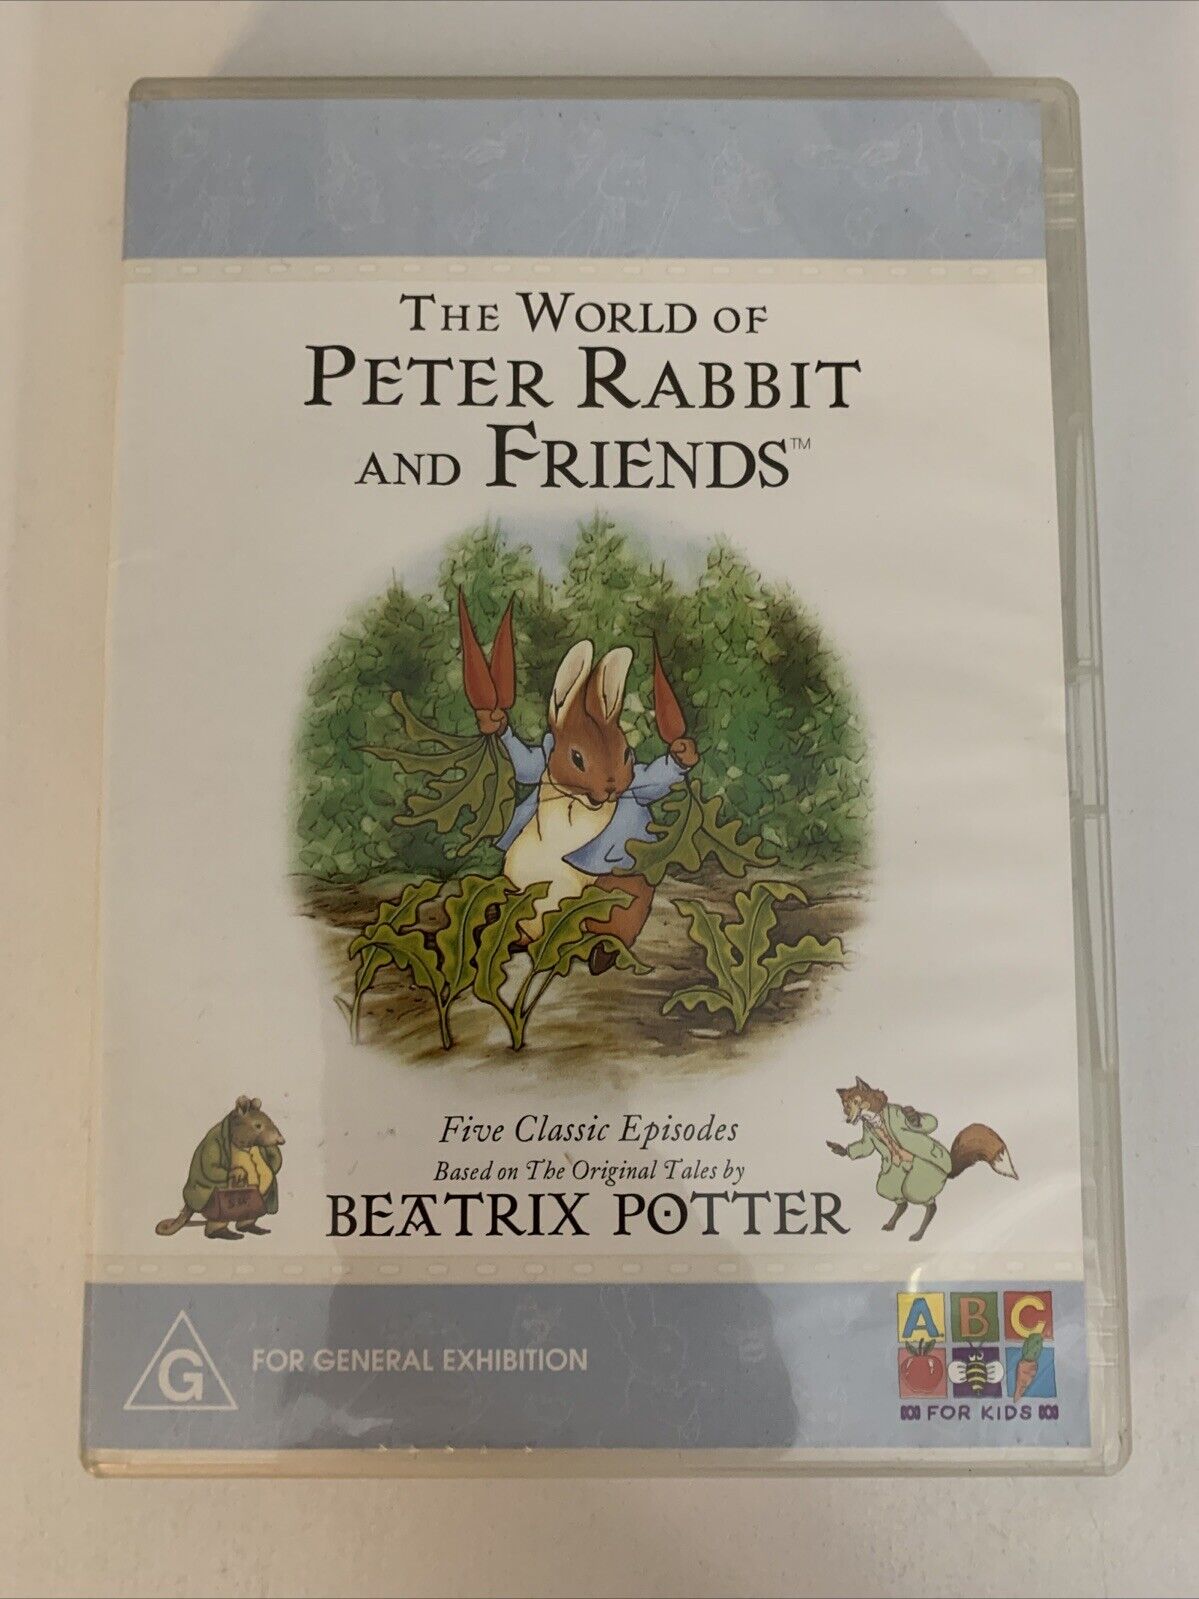 THE WORLD OF
PETER RABBIT
AND FRIENDS™
Five Classic Episodes
Based on The Original Tales by
BEATRIX POTTER
G FOR GENERAL EXHIBITION
A B C
FOR KIDS